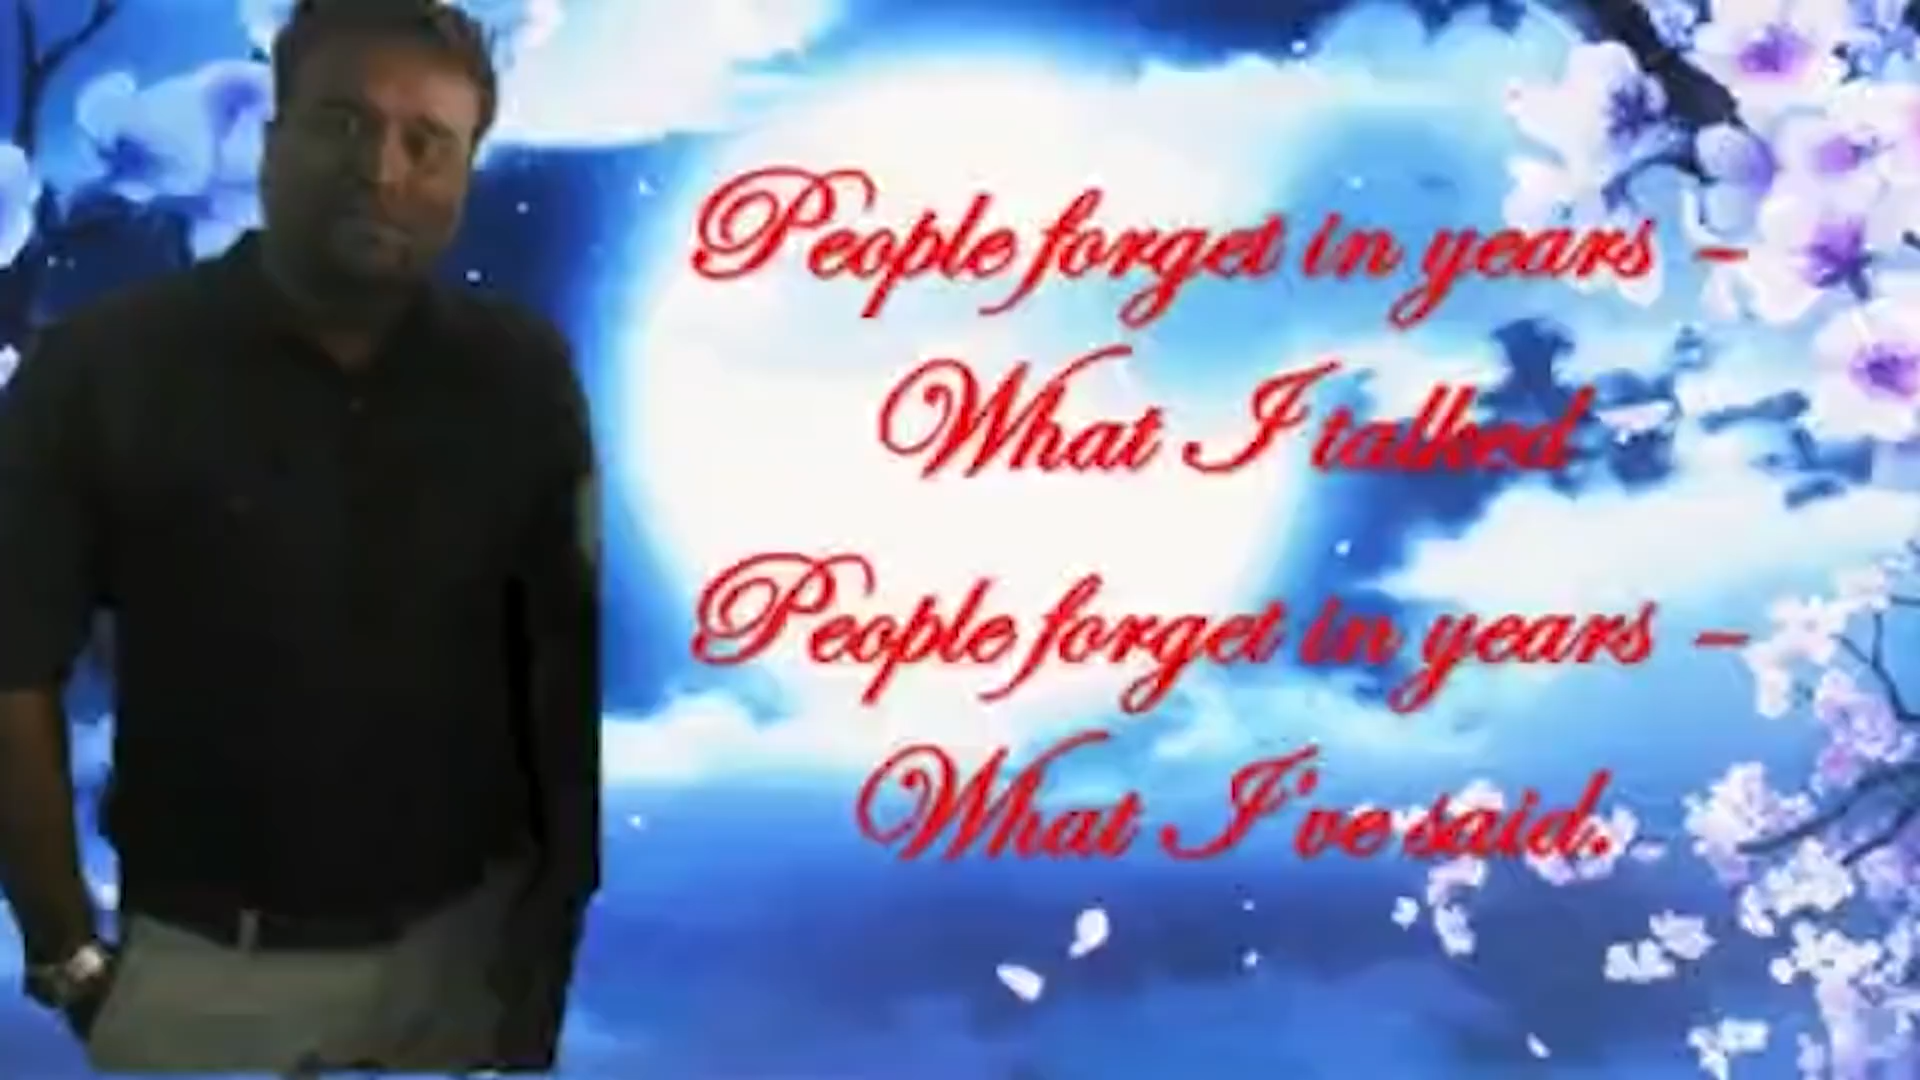 People forget in years –
What I talked
People forget in years –
What I've said.